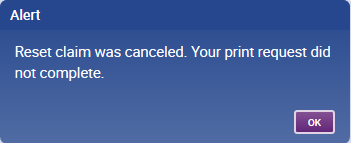 Alert
Reset claim was canceled. Your print request did
not complete.
OK